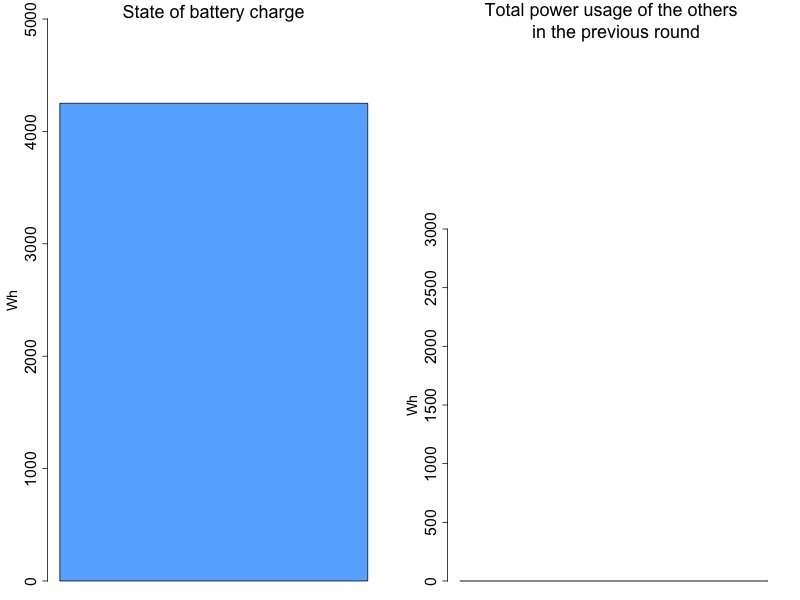 State of battery charge
5000
4000
3000
2000
1000
0
Wh
Total power usage of the others
in the previous round
3000
2500
2000
1500
1000
500
0
Wh